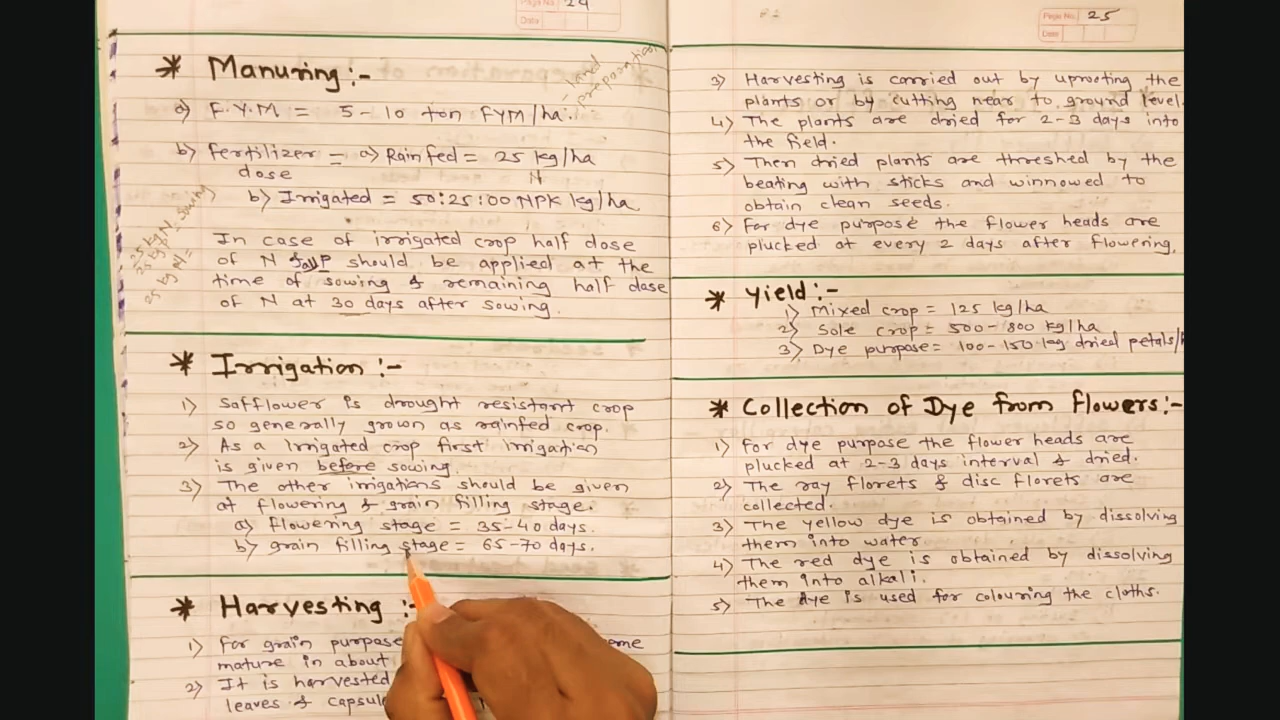 Page No. 24
Date
* Manuring :-
- land preparation
a) F.Y.M = 5-10 ton FYM/ha.
b) Fertilizer = a) Rainfed = 25 kg/ha
dose N
b) Irrigated = 50:25:00 NPK kg/ha
25 kg N
25 kg P sowing
25 kg N
In case of irrigated crop half dose
of N & all P should be applied at the
time of sowing & remaining half dose
of N at 30 days after sowing.
* Irrigation :-
1) Safflower is drought resistant crop
so generally grown as rainfed crop.
2) As a irrigated crop first irrigation
is given before sowing.
3) The other irrigations should be given
at flowering & grain filling stage.
a) flowering stage = 35-40 days.
b) grain filling stage = 65-70 days.
* Harvesting :-
1) For grain purpose
mature in about
2) It is harvested
leaves & capsul
Page No. 25
Date
3) Harvesting is carried out by uprooting the
plants or by cutting near to ground level.
4) The plants are dried for 2-3 days into
the field.
5) Then dried plants are threshed by the
beating with sticks and winnowed to
obtain clean seeds.
6) For dye purpose the flower heads are
plucked at every 2 days after flowering.
* Yield :-
1) Mixed crop = 125 kg/ha
2) Sole crop = 500-800 kg/ha
3) Dye purpose = 100-150 kg dried petals/
* Collection of Dye from flowers :-
1) For dye purpose the flower heads are
plucked at 2-3 days interval & dried.
2) The ray florets & disc florets are
collected.
3) The yellow dye is obtained by dissolving
them into water
4) The red dye is obtained by dissolving
them into alkali.
5) The dye is used for colouring the cloths.